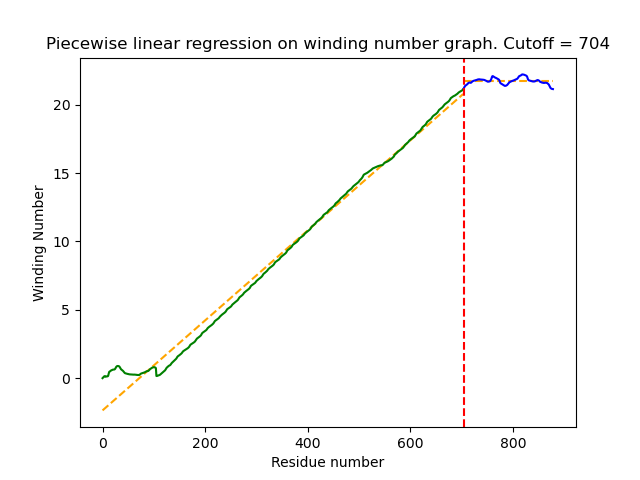 Piecewise linear regression on winding number graph. Cutoff = 704
20
15
10
5
0
Winding Number
0 200 400 600 800
Residue number